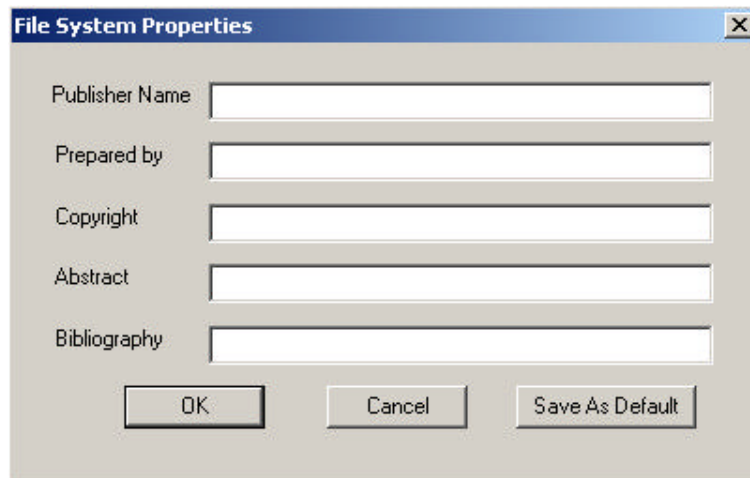 File System Properties
Publisher Name
Prepared by
Copyright
Abstract
Bibliography
OK Cancel Save As Default